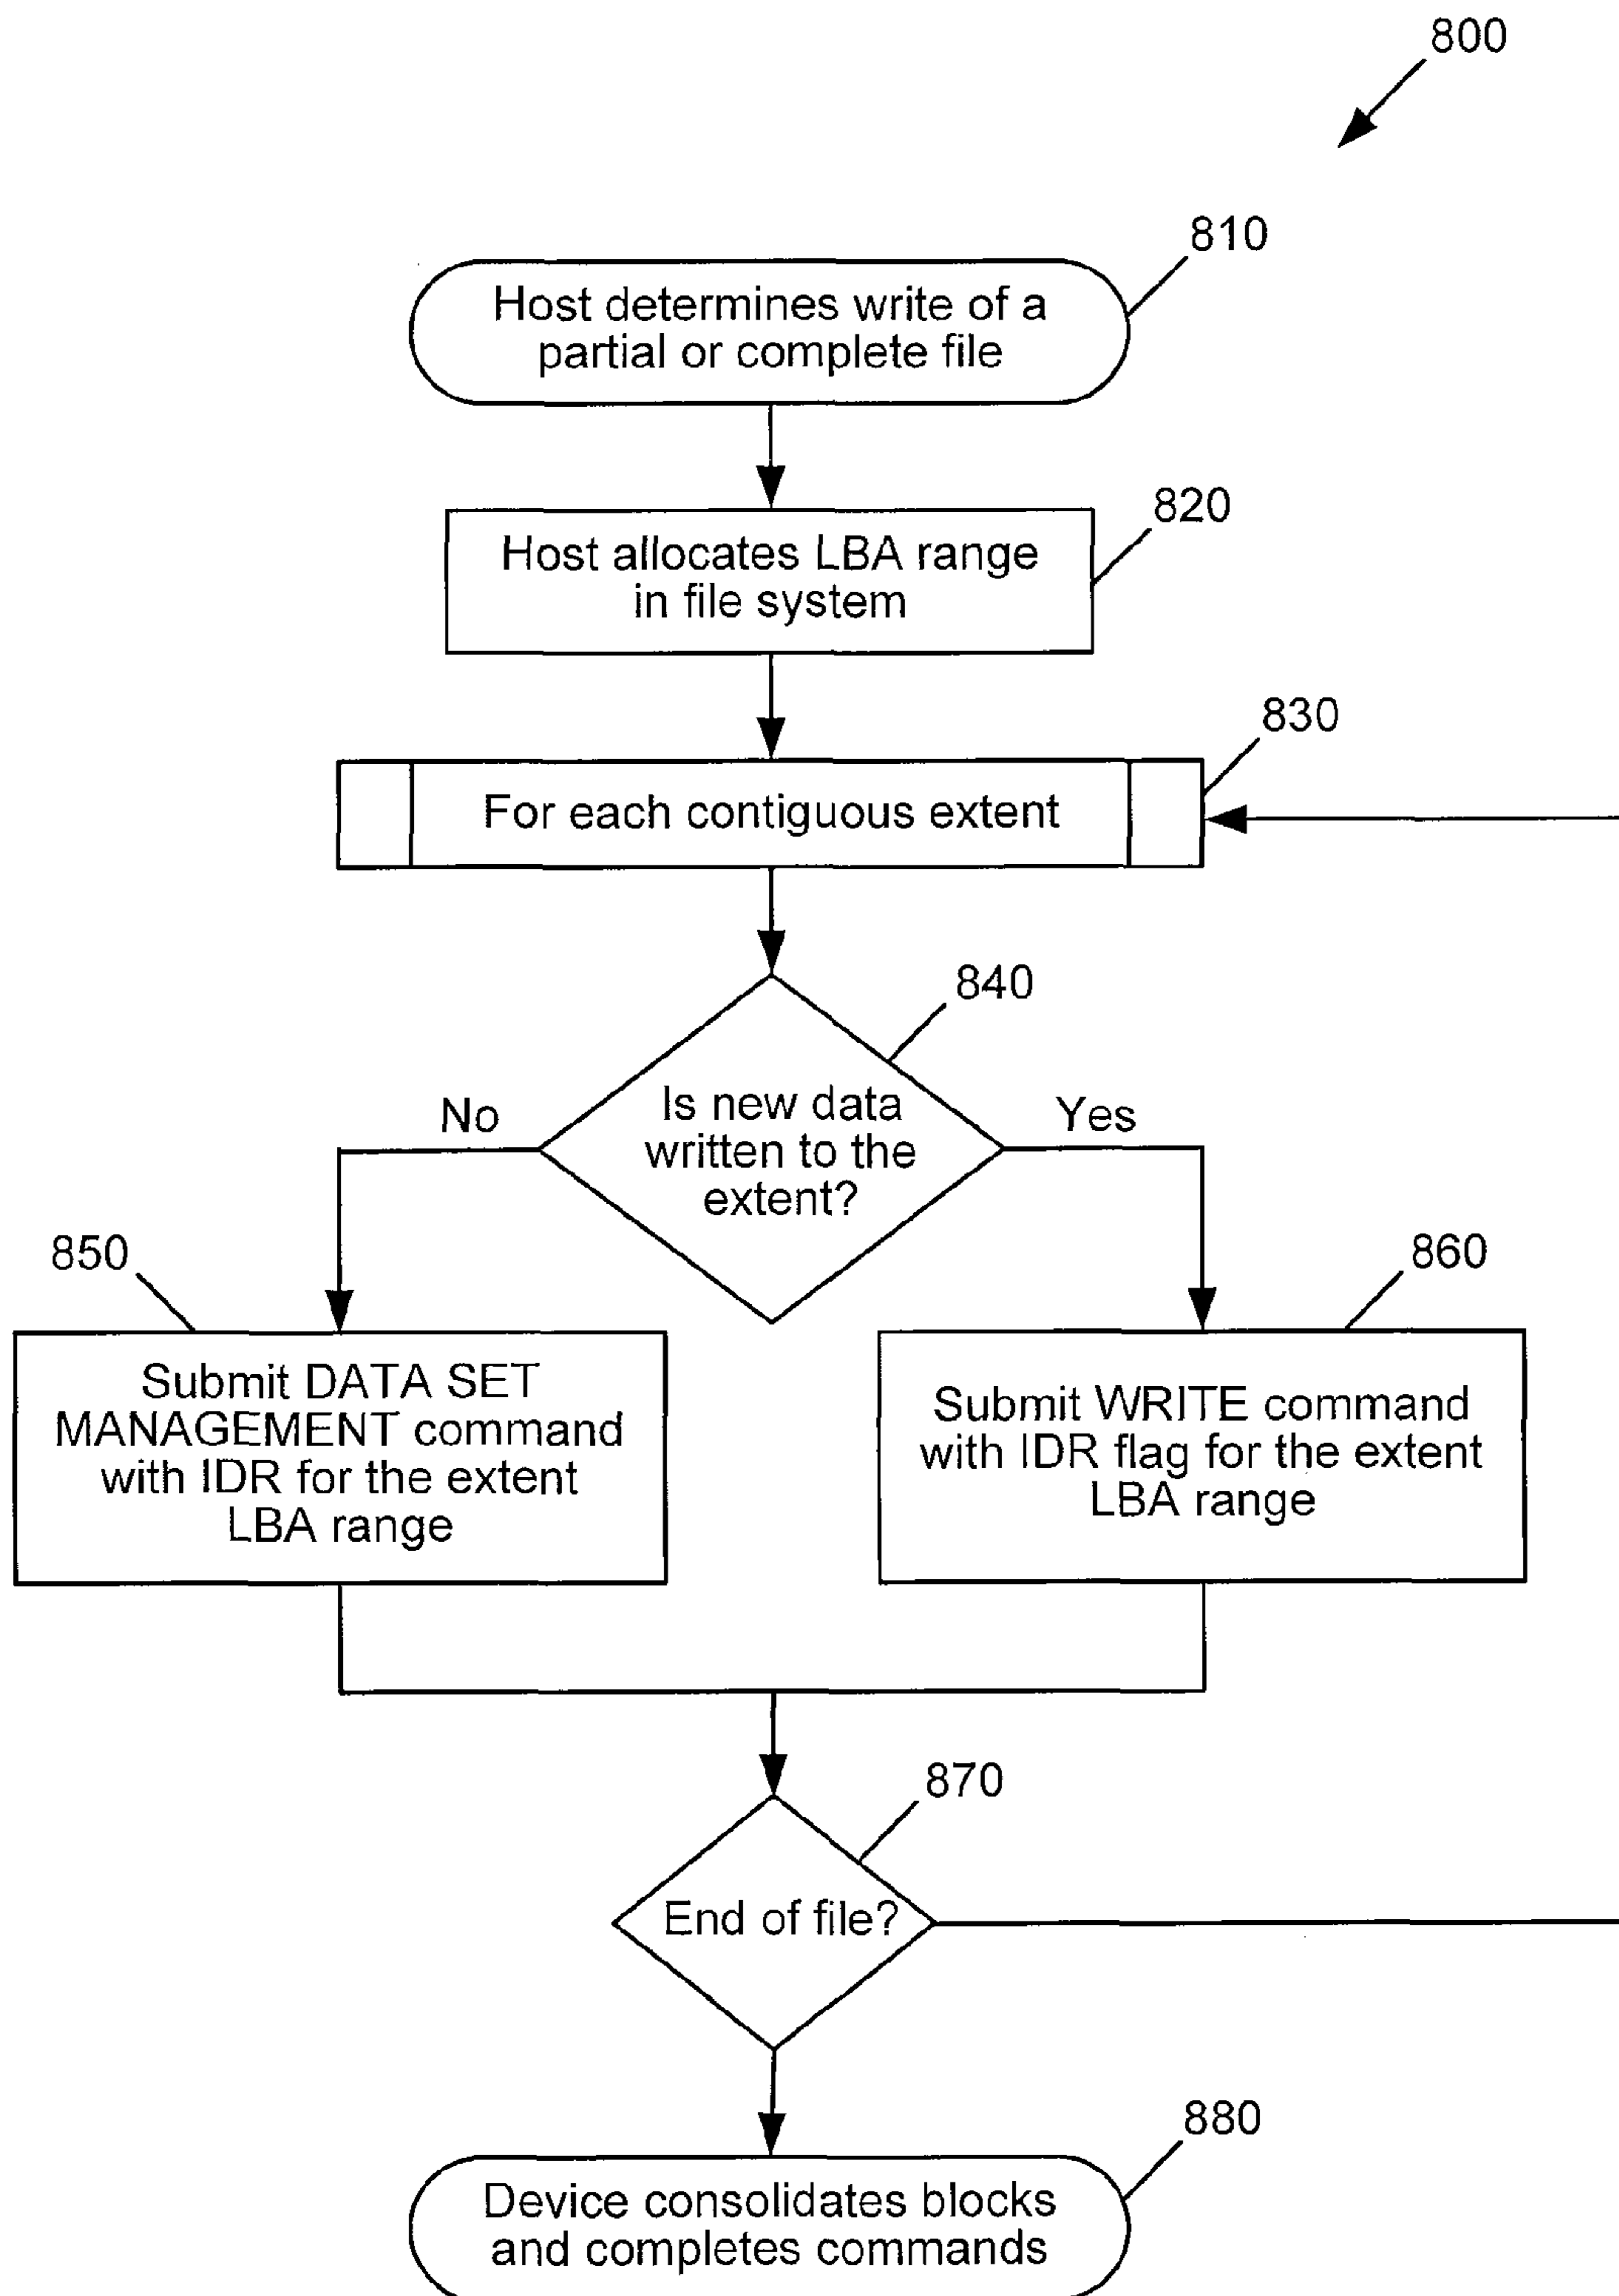 800
810
Host determines write of a
partial or complete file
820
Host allocates LBA range
in file system
830
For each contiguous extent
840
Is new data
written to the
extent?
No
Yes
850
860
Submit DATA SET
MANAGEMENT command
with IDR for the extent
LBA range
Submit WRITE command
with IDR flag for the extent
LBA range
870
End of file?
880
Device consolidates blocks
and completes commands